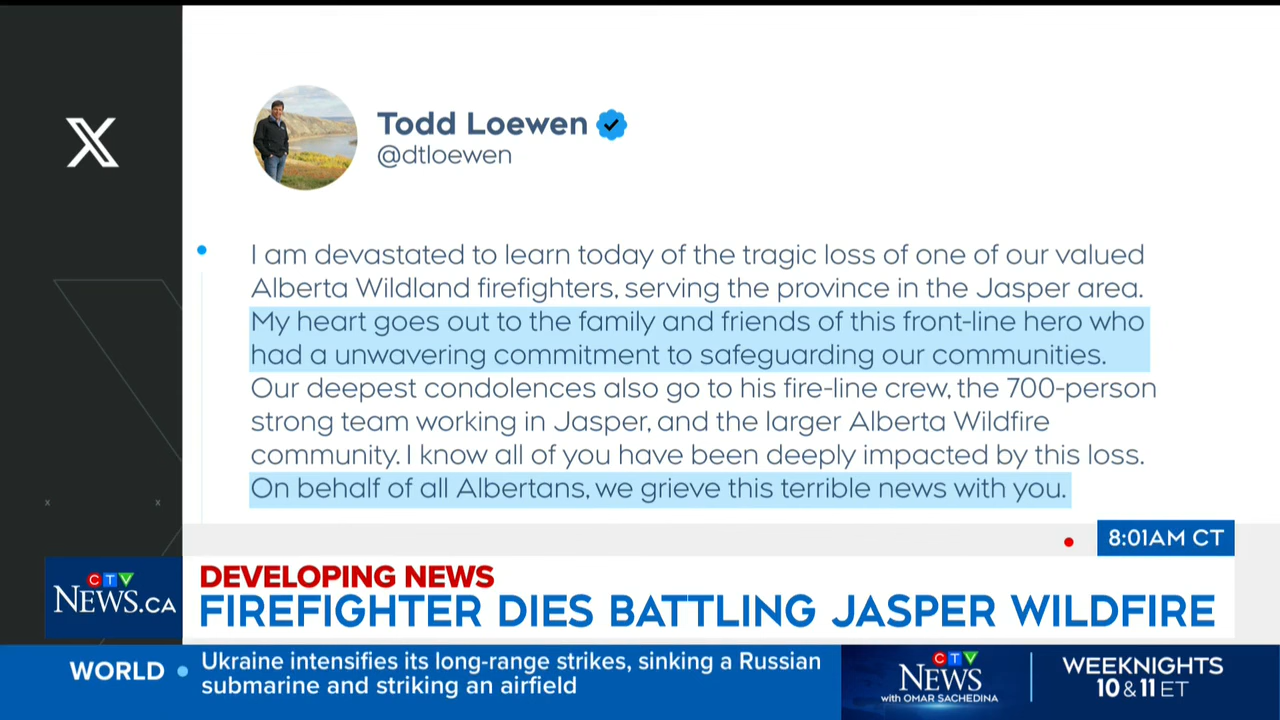 Todd Loewen
@dtloewen
I am devastated to learn today of the tragic loss of one of our valued
Alberta Wildland firefighters, serving the province in the Jasper area.
My heart goes out to the family and friends of this front-line hero who
had a unwavering commitment to safeguarding our communities.
Our deepest condolences also go to his fire-line crew, the 700-person
strong team working in Jasper, and the larger Alberta Wildfire
community. I know all of you have been deeply impacted by this loss.
On behalf of all Albertans, we grieve this terrible news with you.
8:01AM CT
CTV
NEWS.CA
DEVELOPING NEWS
FIREFIGHTER DIES BATTLING JASPER WILDFIRE
WORLD
Ukraine intensifies its long-range strikes, sinking a Russian
submarine and striking an airfield
CTV
NEWS
with OMAR SACHEDINA
WEEKNIGHTS
10 & 11 ET